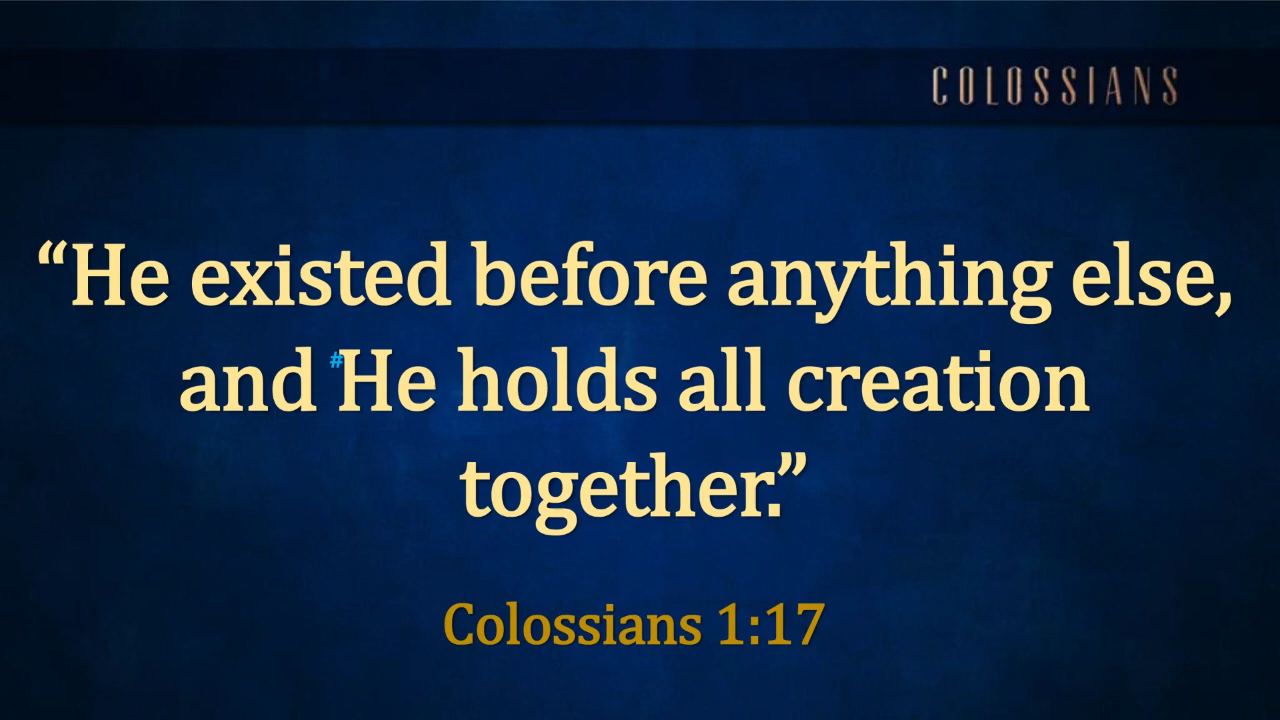 COLOSSIANS
“He existed before anything else,
and #He holds all creation
together.”
Colossians 1:17